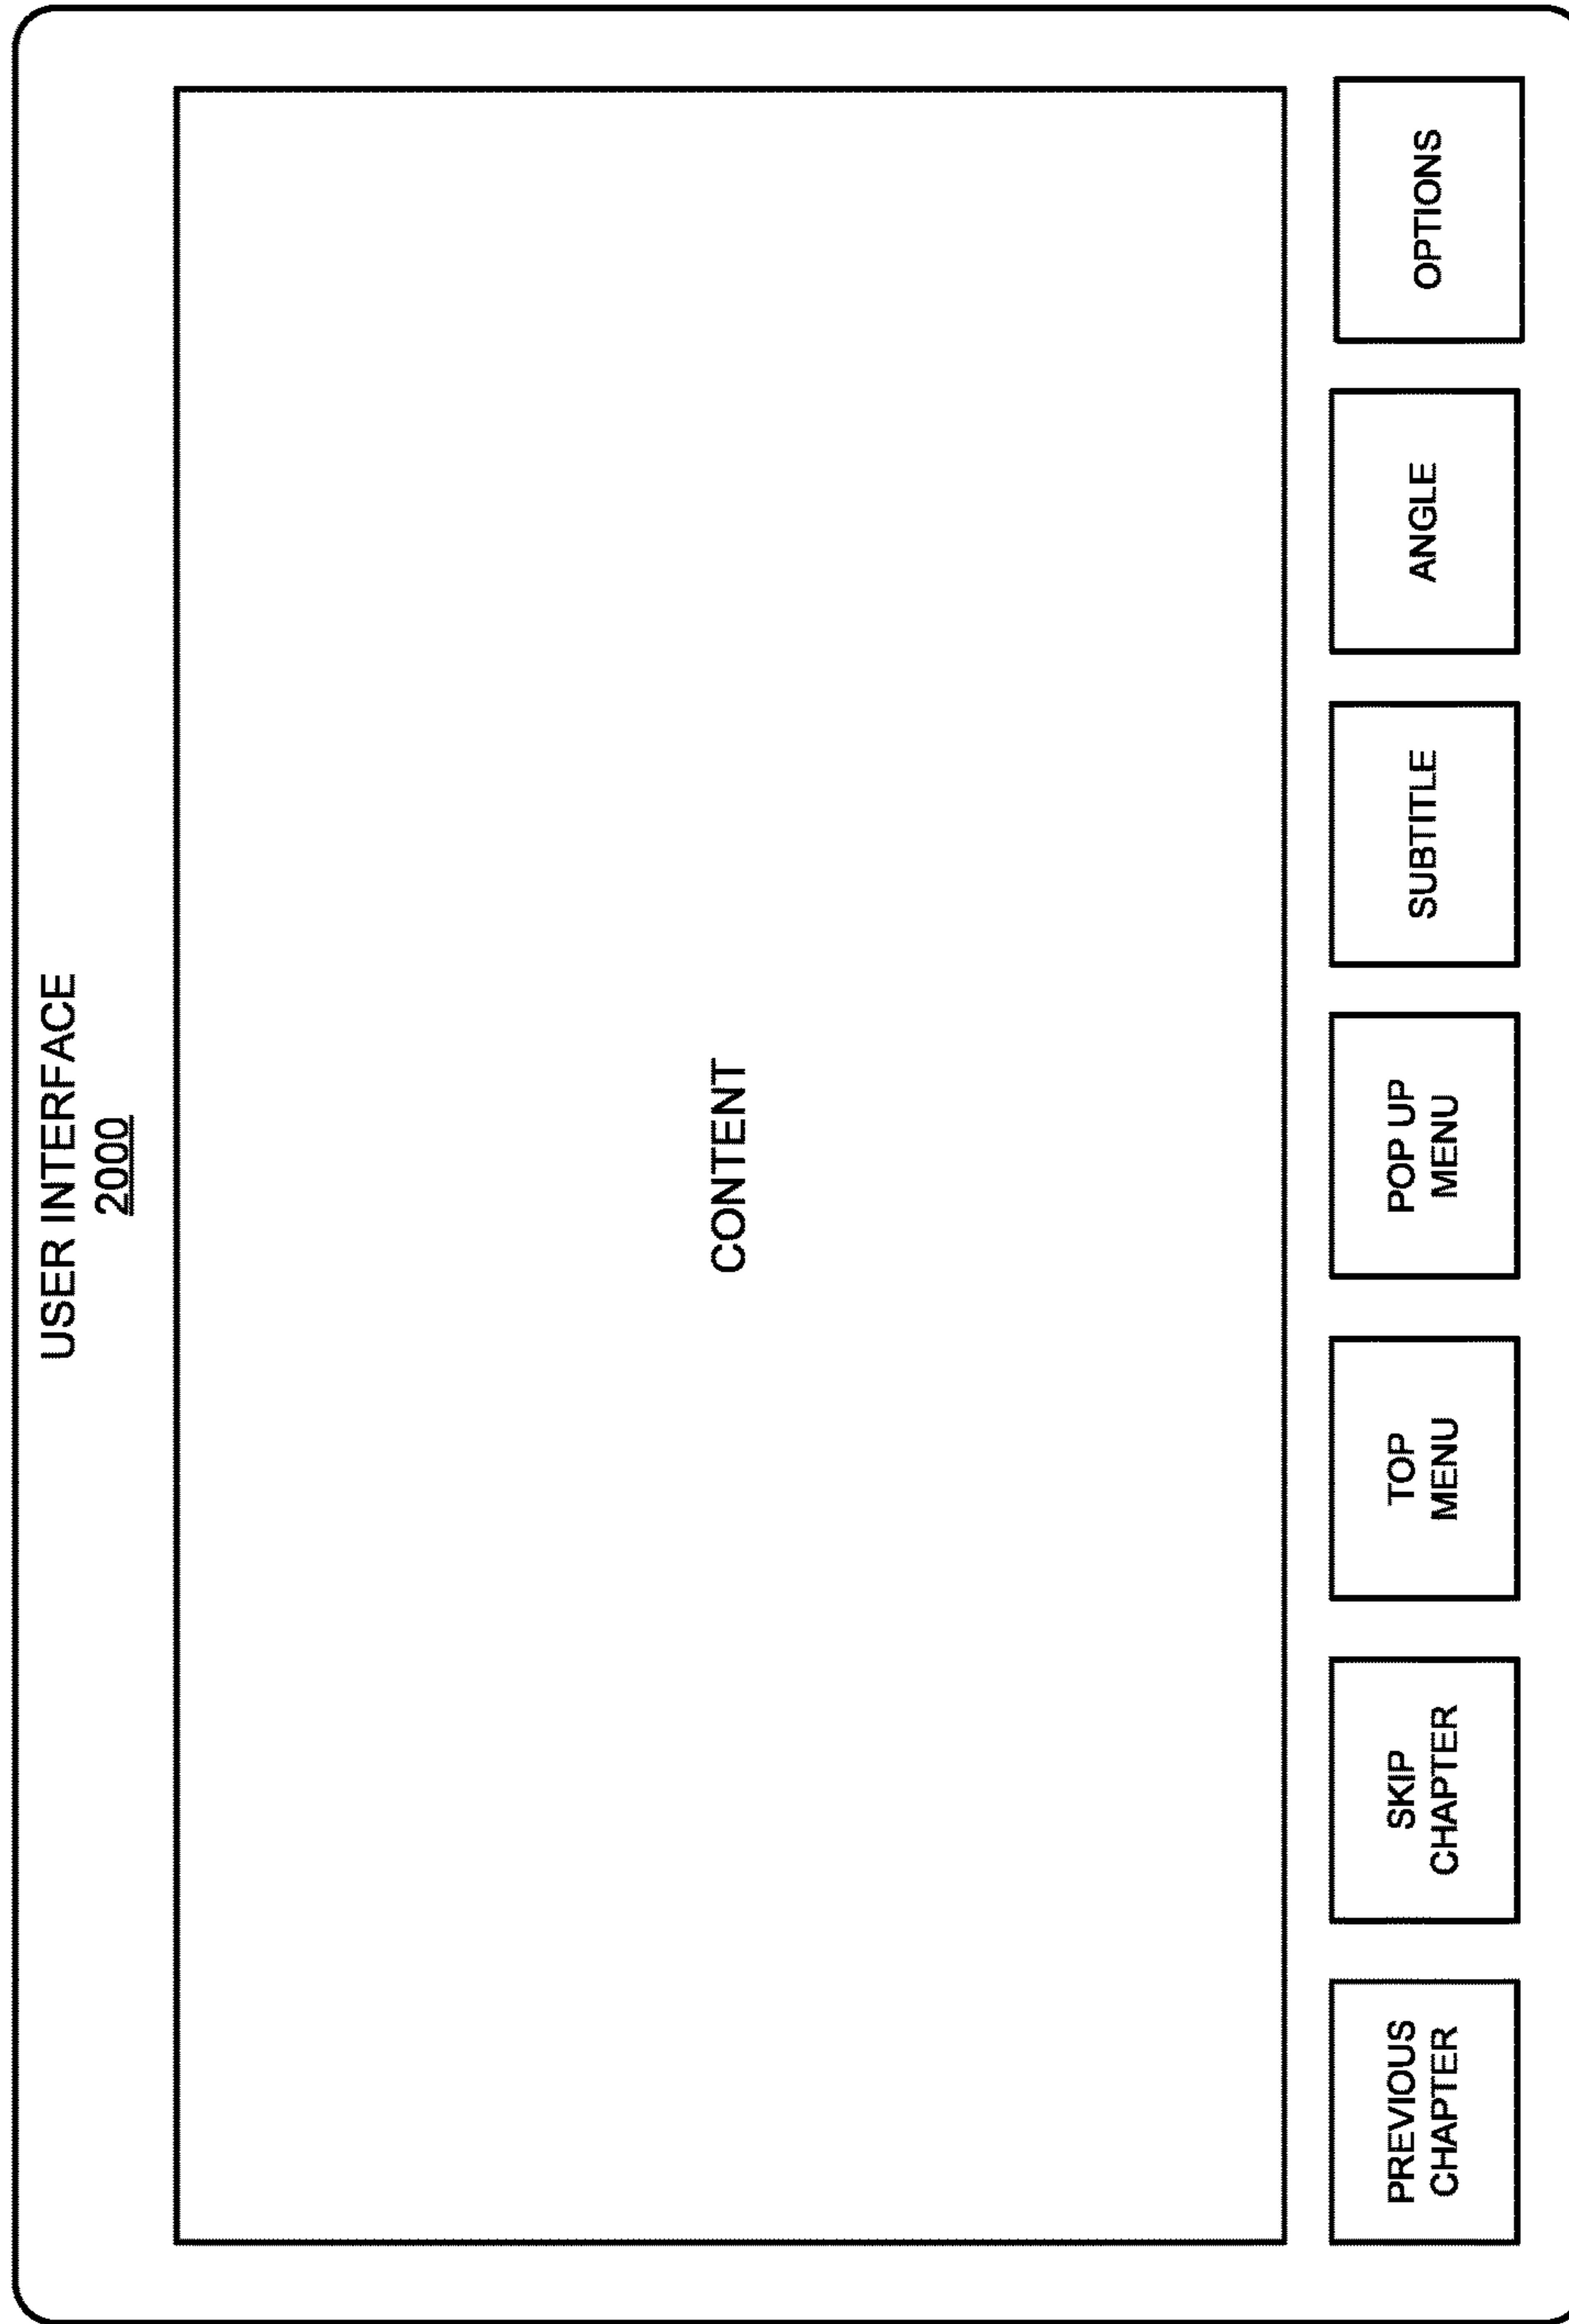 USER INTERFACE
2000
CONTENT
PREVIOUS
CHAPTER
SKIP
CHAPTER
TOP
MENU
POP UP
MENU
SUBTITLE
ANGLE
OPTIONS